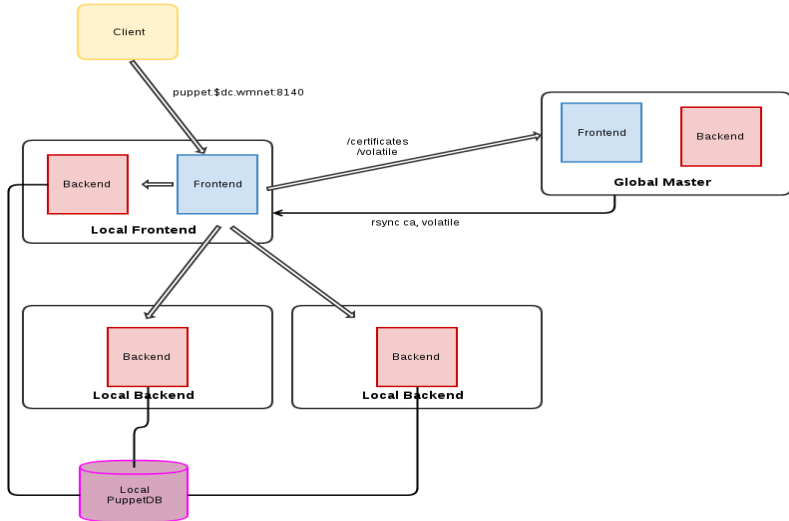 Client
puppet.$dc.wmnet:8140
/certificates
/volatile
Frontend
Backend
Global Master
Backend
Frontend
Local Frontend
rsync ca, volatile
Backend
Local Backend
Backend
Local Backend
Local
PuppetDB